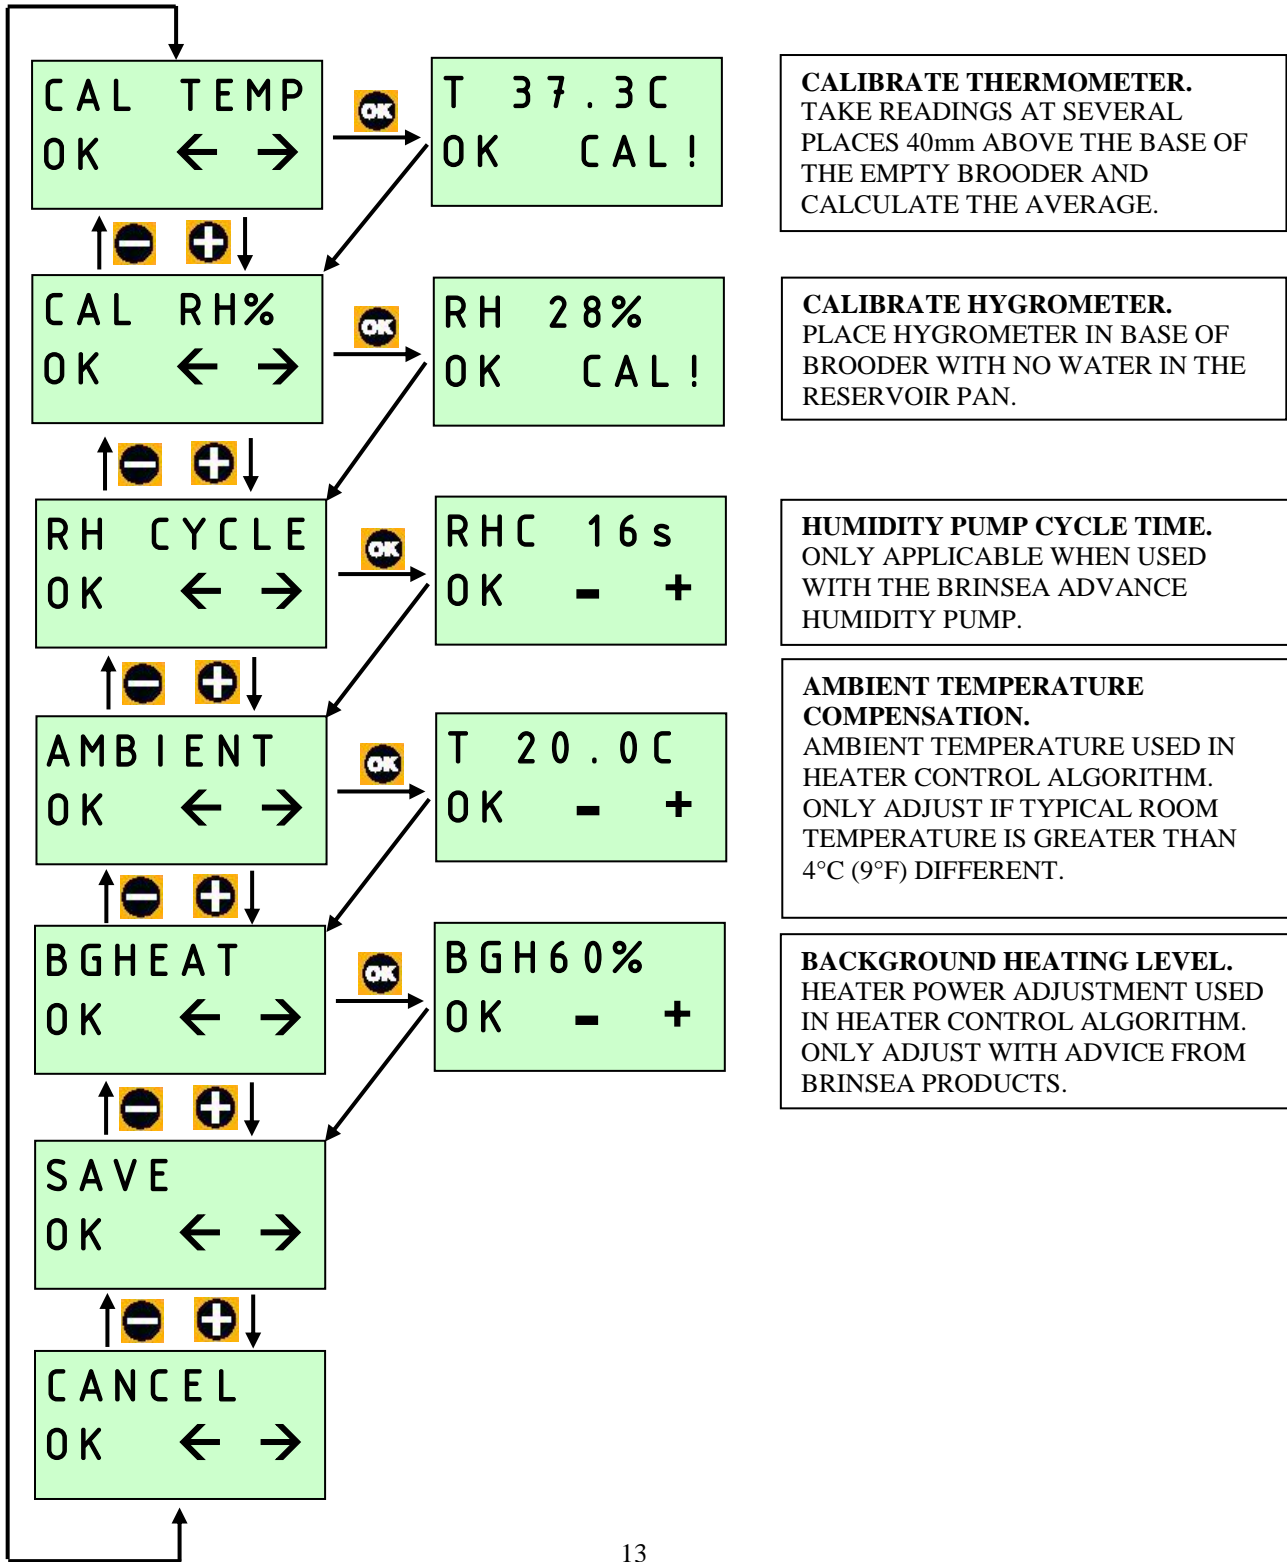 CAL TEMP
OK ← →
OK
T 37.3C
OK CAL!
CALIBRATE THERMOMETER.
TAKE READINGS AT SEVERAL
PLACES 40mm ABOVE THE BASE OF
THE EMPTY BROODER AND
CALCULATE THE AVERAGE.
CAL RH%
OK ← →
OK
RH 28%
OK CAL!
CALIBRATE HYGROMETER.
PLACE HYGROMETER IN BASE OF
BROODER WITH NO WATER IN THE
RESERVOIR PAN.
RH CYCLE
OK ← →
OK
RHC 16s
OK - +
HUMIDITY PUMP CYCLE TIME.
ONLY APPLICABLE WHEN USED
WITH THE BRINSEA ADVANCE
HUMIDITY PUMP.
AMBIENT
OK ← →
OK
T 20.0C
OK - +
AMBIENT TEMPERATURE
COMPENSATION.
AMBIENT TEMPERATURE USED IN
HEATER CONTROL ALGORITHM.
ONLY ADJUST IF TYPICAL ROOM
TEMPERATURE IS GREATER THAN
4°C (9°F) DIFFERENT.
BGHEAT
OK ← →
OK
BGH60%
OK - +
BACKGROUND HEATING LEVEL.
HEATER POWER ADJUSTMENT USED
IN HEATER CONTROL ALGORITHM.
ONLY ADJUST WITH ADVICE FROM
BRINSEA PRODUCTS.
SAVE
OK ← →
CANCEL
OK ← →
13